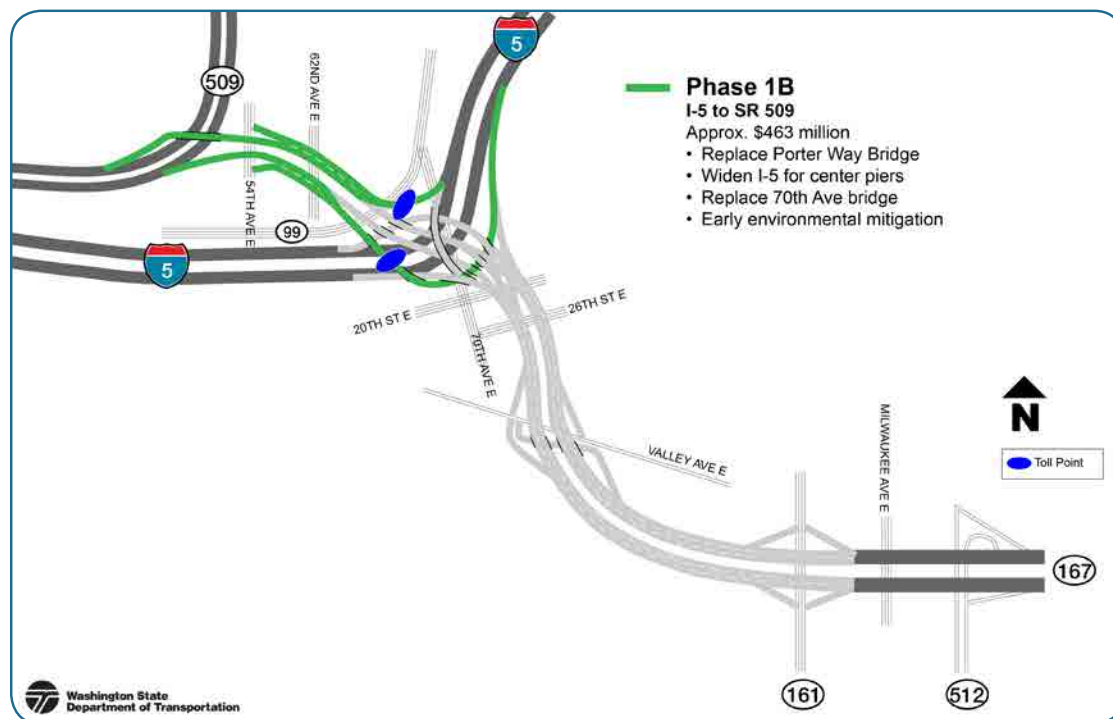 5
5
509
62ND AVE E
Phase 1B
I-5 to SR 509
Approx. $463 million
• Replace Porter Way Bridge
• Widen I-5 for center piers
• Replace 70th Ave bridge
• Early environmental mitigation
54TH AVE E
99
5
20TH ST E
26TH ST E
70TH AVE E
N
Toll Point
VALLEY AVE E
MILWAUKEE AVE E
167
161
512
Washington State
Department of Transportation